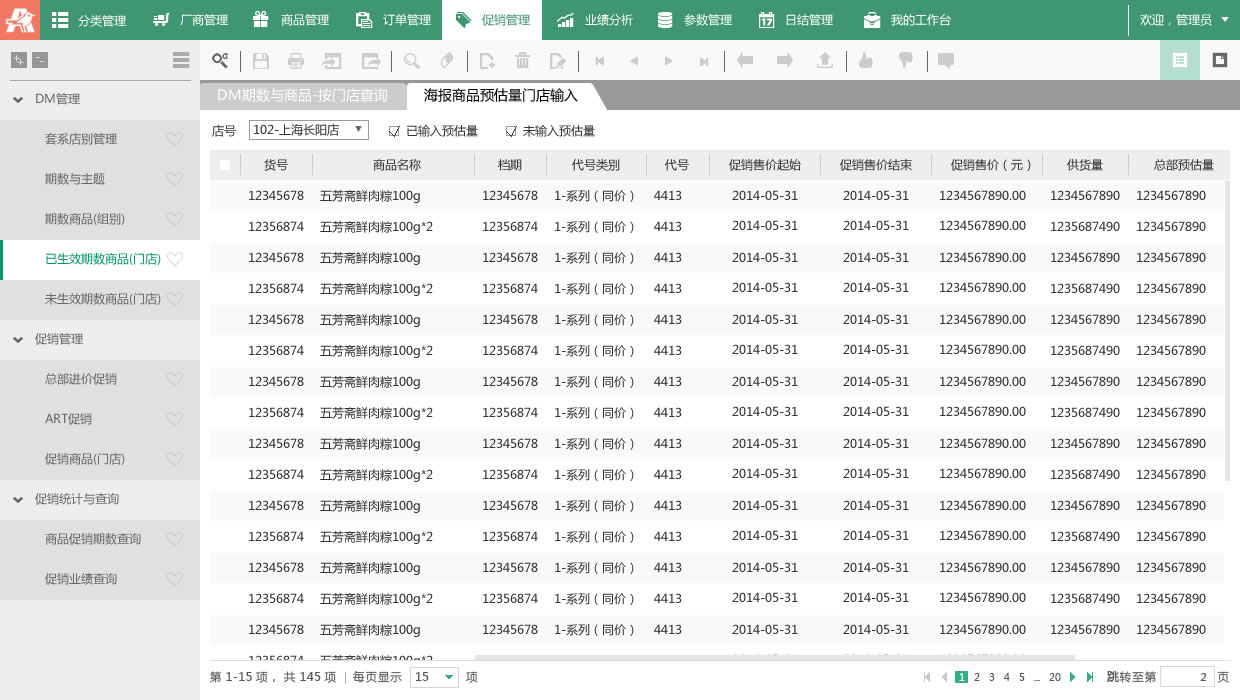 分类管理 厂商管理 商品管理 订单管理 促销管理 业绩分析 参数管理 17 日结管理 我的工作台 欢迎，管理员
DM期数与商品-按门店查询 海报商品预估量门店输入
DM管理
套系店别管理
期数与主题
期数商品(组别)
已生效期数商品(门店)
未生效期数商品(门店)
促销管理
总部进价促销
ART促销
促销商品(门店)
促销统计与查询
商品促销期数查询
促销业绩查询
店号 102-上海长阳店 已输入预估量 未输入预估量
货号 商品名称 档期 代号类别 代号 促销售价起始 促销售价结束 促销售价（元） 供货量 总部预估量
12345678 五芳斋鲜肉粽100g 12345678 1-系列（同价） 4413 2014-05-31 2014-05-31 1234567890.00 1234567890 1234567890
12356874 五芳斋鲜肉粽100g*2 12345678 1-系列（同价） 4413 2014-05-31 2014-05-31 1234567890.00 1235687490 1234567890
12345678 五芳斋鲜肉粽100g 12345678 1-系列（同价） 4413 2014-05-31 2014-05-31 1234567890.00 1234567890 1234567890
12356874 五芳斋鲜肉粽100g*2 12345678 1-系列（同价） 4413 2014-05-31 2014-05-31 1234567890.00 1235687490 1234567890
12345678 五芳斋鲜肉粽100g 12345678 1-系列（同价） 4413 2014-05-31 2014-05-31 1234567890.00 1234567890 1234567890
12356874 五芳斋鲜肉粽100g*2 12345678 1-系列（同价） 4413 2014-05-31 2014-05-31 1234567890.00 1235687490 1234567890
12345678 五芳斋鲜肉粽100g 12345678 1-系列（同价） 4413 2014-05-31 2014-05-31 1234567890.00 1234567890 1234567890
12356874 五芳斋鲜肉粽100g*2 12345678 1-系列（同价） 4413 2014-05-31 2014-05-31 1234567890.00 1235687490 1234567890
12345678 五芳斋鲜肉粽100g 12345678 1-系列（同价） 4413 2014-05-31 2014-05-31 1234567890.00 1234567890 1234567890
12356874 五芳斋鲜肉粽100g*2 12345678 1-系列（同价） 4413 2014-05-31 2014-05-31 1234567890.00 1235687490 1234567890
12345678 五芳斋鲜肉粽100g 12345678 1-系列（同价） 4413 2014-05-31 2014-05-31 1234567890.00 1234567890 1234567890
12356874 五芳斋鲜肉粽100g*2 12345678 1-系列（同价） 4413 2014-05-31 2014-05-31 1234567890.00 1235687490 1234567890
12345678 五芳斋鲜肉粽100g 12345678 1-系列（同价） 4413 2014-05-31 2014-05-31 1234567890.00 1234567890 1234567890
12356874 五芳斋鲜肉粽100g*2 12345678 1-系列（同价） 4413 2014-05-31 2014-05-31 1234567890.00 1235687490 1234567890
12345678 五芳斋鲜肉粽100g 12345678 1-系列（同价） 4413 2014-05-31 2014-05-31 1234567890.00 1234567890 1234567890
12356874 五芳斋鲜肉粽100g*2
第 1-15 项，共 145 项 | 每页显示 15 项 1 2 3 4 5 ... 20 跳转至第 2 页